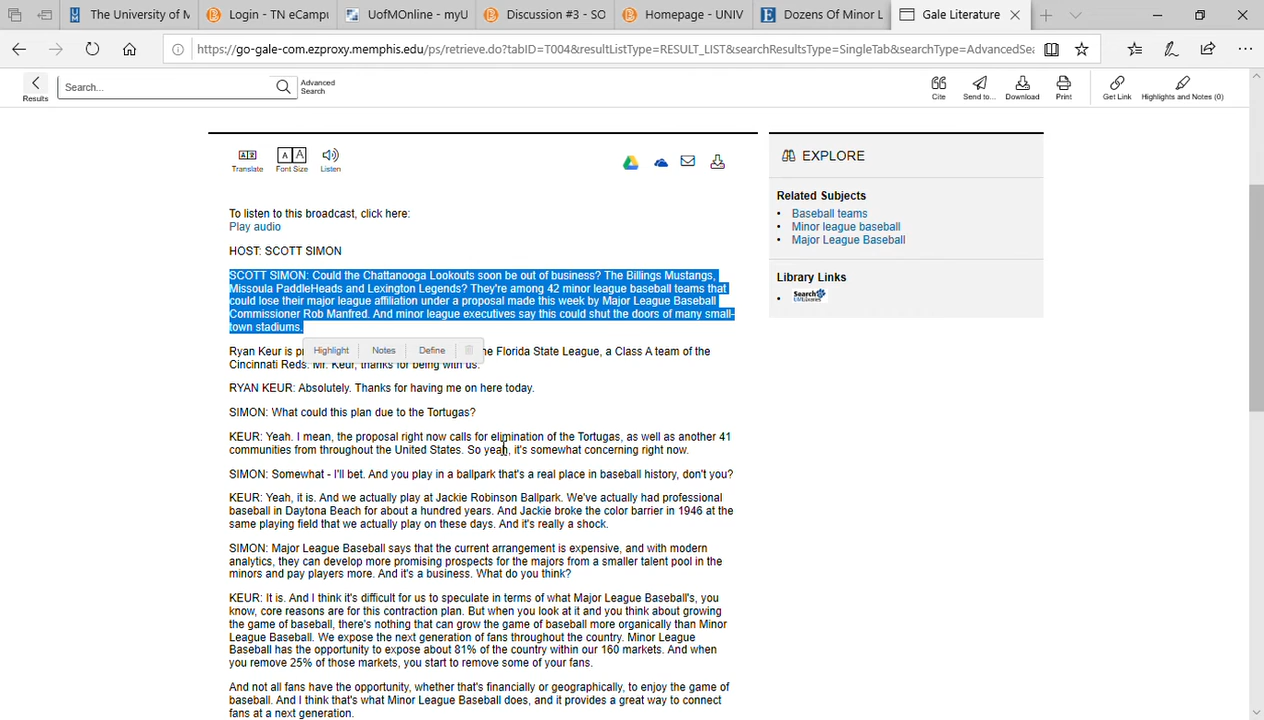 The University of M
Login - TN eCampu
UofMOnline - myU
Discussion #3 - SO
Homepage - UNIV
Dozens Of Minor L
Gale Literature
https://go-gale-com.ezproxy.memphis.edu/ps/retrieve.do?tabID=T004&resultListType=RESULT_LIST&searchResultsType=SingleTab&searchType=AdvancedSea
Results
Search...
Advanced
Search
Cite
Send to...
Download
Print
Get Link
Highlights and Notes (0)
Translate
Font Size
Listen
To listen to this broadcast, click here:
Play audio
HOST: SCOTT SIMON
SCOTT SIMON: Could the Chattanooga Lookouts soon be out of business? The Billings Mustangs,
Missoula PaddleHeads and Lexington Legends? They're among 42 minor league baseball teams that
could lose their major league affiliation under a proposal made this week by Major League Baseball
Commissioner Rob Manfred. And minor league executives say this could shut the doors of many small-
town stadiums.
Highlight
Notes
Define
Ryan Keur is pr he Florida State League, a Class A team of the
Cincinnati Reds. Mr. Keur, thanks for being with us.
RYAN KEUR: Absolutely. Thanks for having me on here today.
SIMON: What could this plan due to the Tortugas?
KEUR: Yeah. I mean, the proposal right now calls for elimination of the Tortugas, as well as another 41
communities from throughout the United States. So yeah, it's somewhat concerning right now.
SIMON: Somewhat - I'll bet. And you play in a ballpark that's a real place in baseball history, don't you?
KEUR: Yeah, it is. And we actually play at Jackie Robinson Ballpark. We've actually had professional
baseball in Daytona Beach for about a hundred years. And Jackie broke the color barrier in 1946 at the
same playing field that we actually play on these days. And it's really a shock.
SIMON: Major League Baseball says that the current arrangement is expensive, and with modern
analytics, they can develop more promising prospects for the majors from a smaller talent pool in the
minors and pay players more. And it's a business. What do you think?
KEUR: It is. And I think it's difficult for us to speculate in terms of what Major League Baseball's, you
know, core reasons are for this contraction plan. But when you look at it and you think about growing
the game of baseball, there's nothing that can grow the game of baseball more organically than Minor
League Baseball. We expose the next generation of fans throughout the country. Minor League
Baseball has the opportunity to expose about 81% of the country within our 160 markets. And when
you remove 25% of those markets, you start to remove some of your fans.
And not all fans have the opportunity, whether that's financially or geographically, to enjoy the game of
baseball. And I think that's what Minor League Baseball does, and it provides a great way to connect
fans at a next generation.
EXPLORE
Related Subjects
• Baseball teams
• Minor league baseball
• Major League Baseball
Library Links
• Search